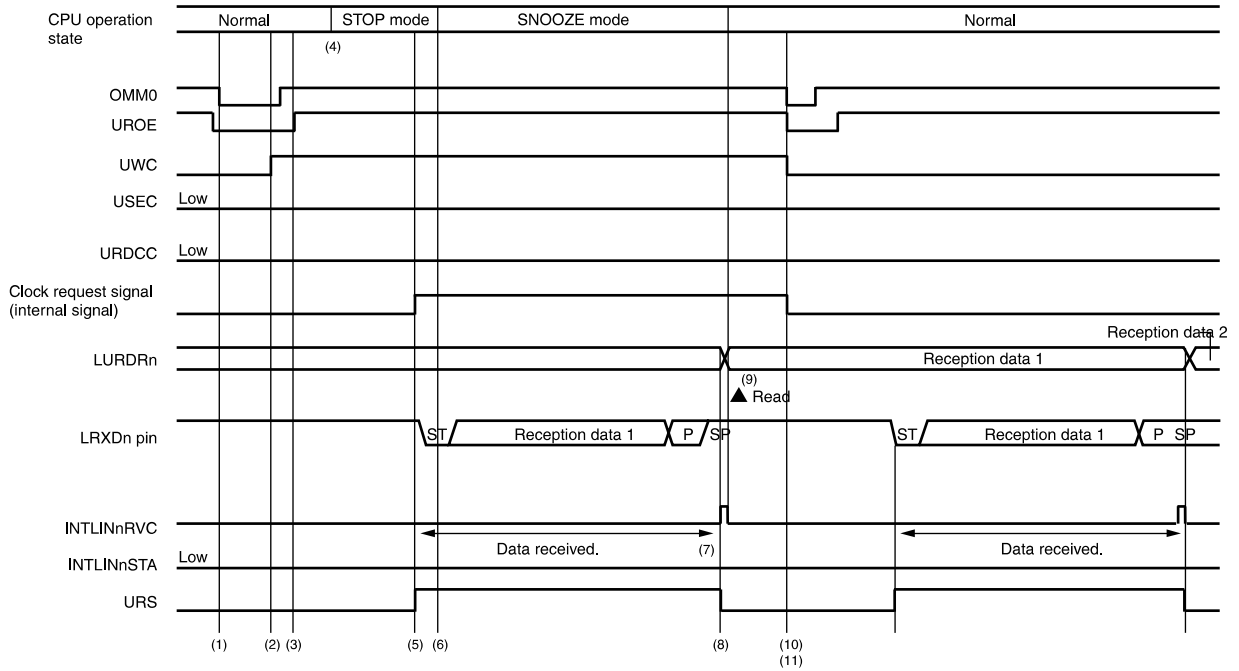 CPU operation
state
Normal
STOP mode
SNOOZE mode
Normal
(4)
OMM0
UROE
UWC
USEC
Low
URDCC
Low
Clock request signal
(internal signal)
Reception data 2
LURDRn
Reception data 1
(9)
Read
LRXDn pin
ST
Reception data 1
P
SP
ST
Reception data 1
P
SP
INTLINnRVC
Data received.
(7)
Data received.
INTLINnSTA
Low
URS
(1)
(2)
(3)
(5)
(6)
(8)
(10)
(11)